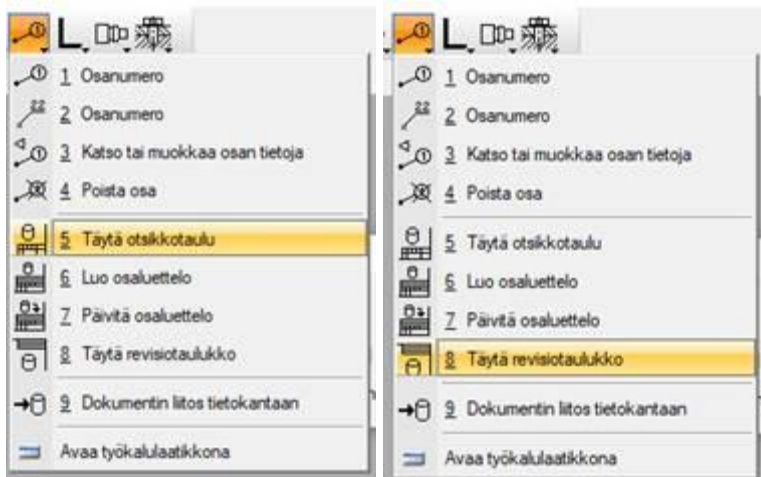 1 Osanumero
2 Osanumero
3 Katso tai muokkaa osan tietoja
4 Poista osa
5 Täytä otsikkotaulu
6 Luo osaluettelo
7 Päivitä osaluettelo
8 Täytä revisiotaulukko
9 Dokumentin liitos tietokantaan
Avaa työkalulaatikkona
1 Osanumero
2 Osanumero
3 Katso tai muokkaa osan tietoja
4 Poista osa
5 Täytä otsikkotaulu
6 Luo osaluettelo
7 Päivitä osaluettelo
8 Täytä revisiotaulukko
9 Dokumentin liitos tietokantaan
Avaa työkalulaatikkona